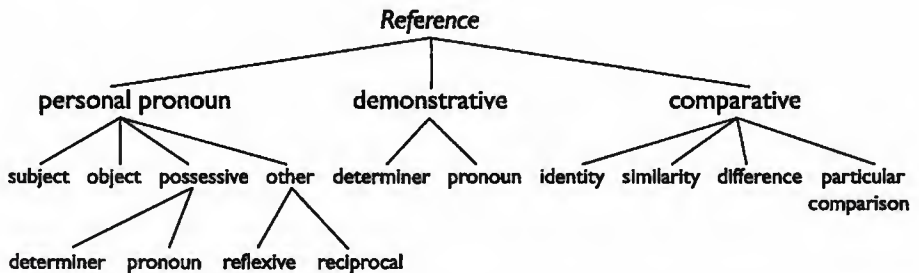 Reference
personal pronoun demonstrative comparative
subject object possessive other determiner pronoun identity similarity difference particular
comparison
determiner pronoun reflexive reciprocal